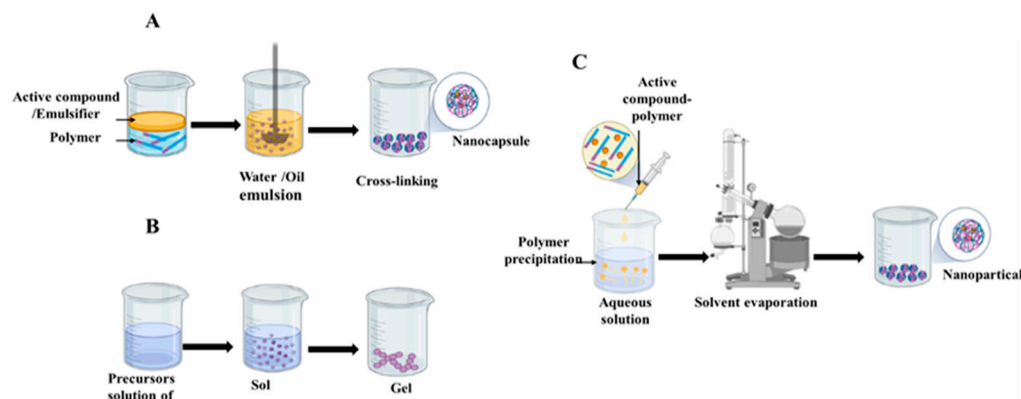 A
Active compound
/Emulsifier
Polymer
Water /Oil
emulsion
Cross-linking
Nanocapsule
B
Precursors
solution of
Sol
Gel
C
Active
compound-
polymer
Polymer
precipitation
Aqueous
solution
Solvent evaporation
Nanopartical